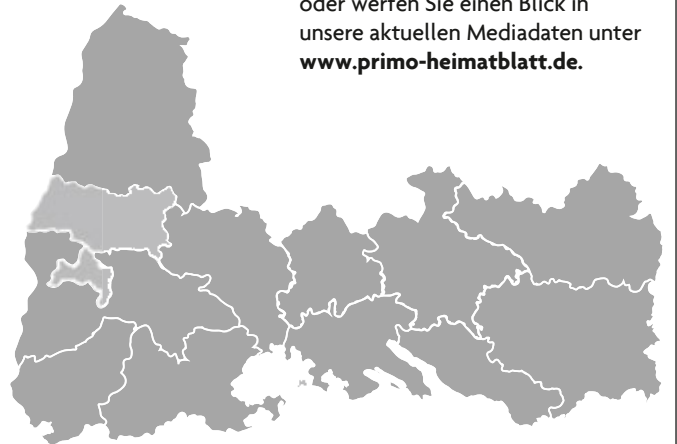 oder werfen Sie einen Blick in
unsere aktuellen Mediadaten unter
www.primo-heimatblatt.de.